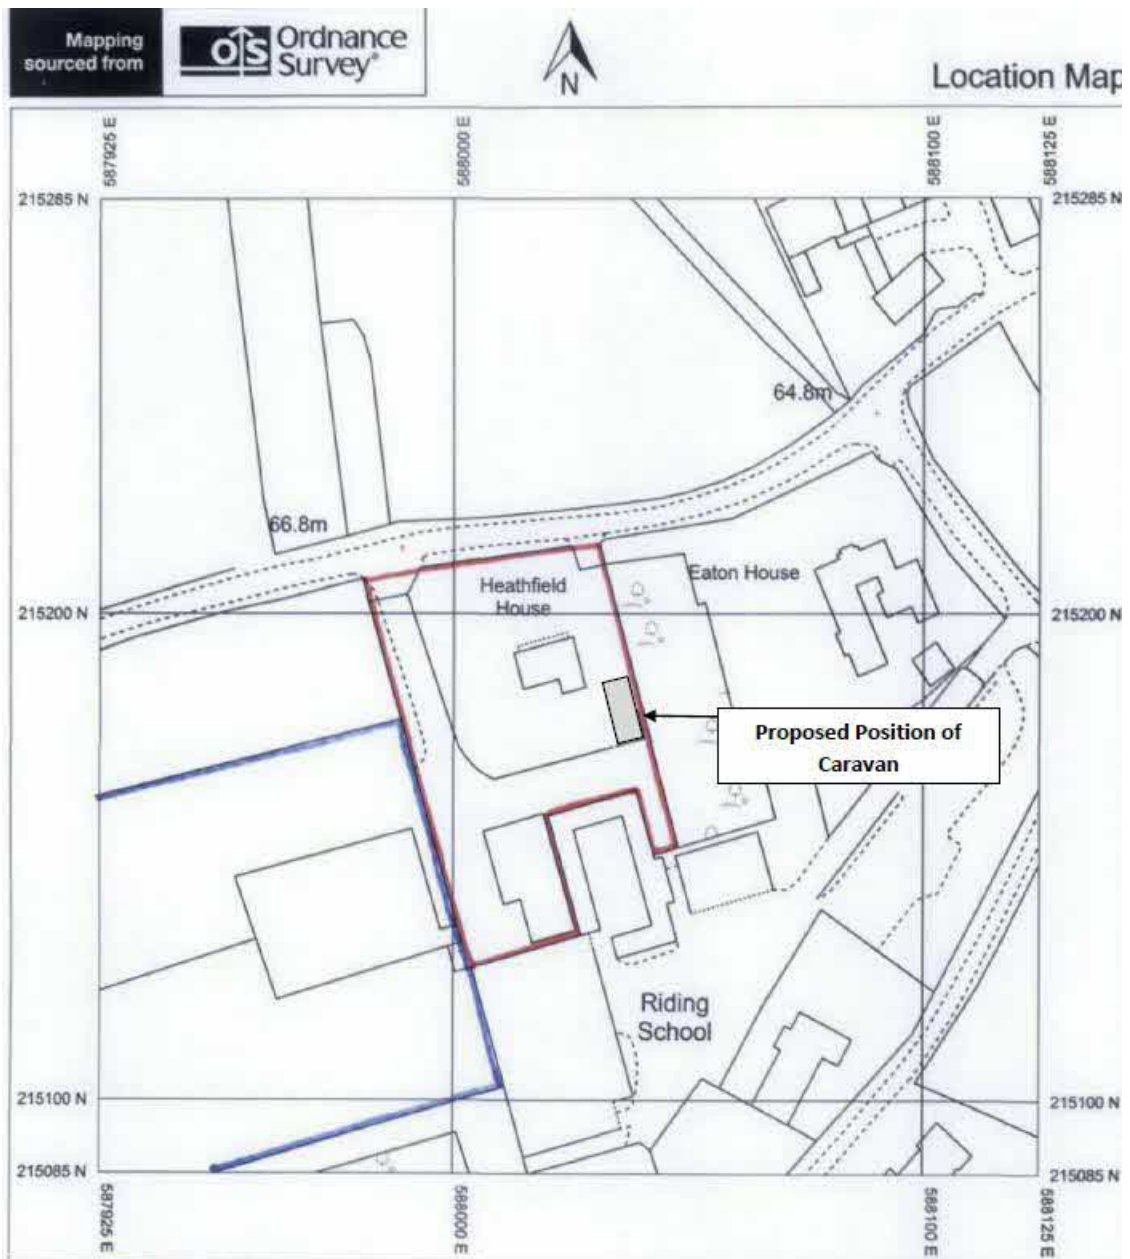 Mapping
sourced from
OS
Ordnance
Survey®
N
Location Map
587925 E
588000 E
588100 E
588125 E
215285 N
215285 N
64.8m
66.8m
Heathfield
House
Eaton House
215200 N
215200 N
Proposed Position of
Caravan
Riding
School
215100 N
215100 N
215085 N
215085 N
587925 E
588000 E
588100 E
588125 E